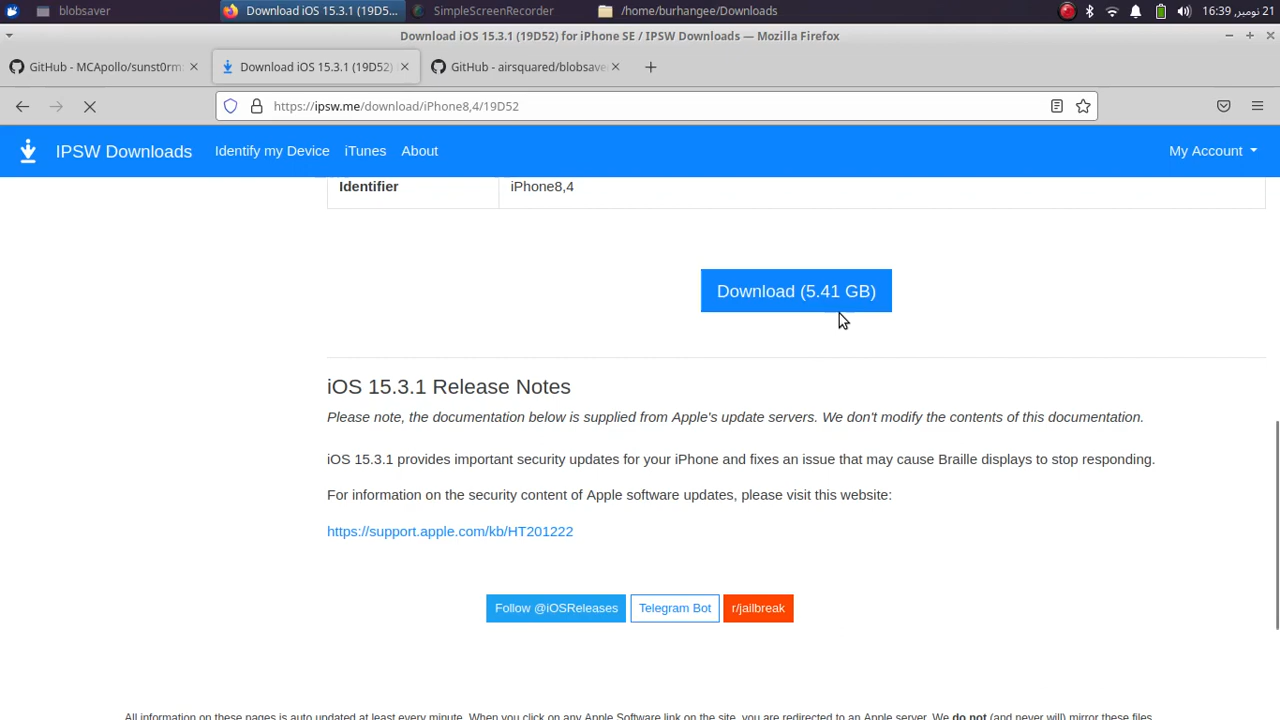 blobsaver
Download iOS 15.3.1 (19D5...
SimpleScreenRecorder
/home/burhangee/Downloads
21 نومبر, 16:39
Download iOS 15.3.1 (19D52) for iPhone SE / IPSW Downloads — Mozilla Firefox
GitHub - MCApollo/sunst0rm:
Download iOS 15.3.1 (19D52)
GitHub - airsquared/blobsave
https://ipsw.me/download/iPhone8,4/19D52
IPSW Downloads
Identify my Device
iTunes
About
My Account
Identifier
iPhone8,4
Download (5.41 GB)
iOS 15.3.1 Release Notes
Please note, the documentation below is supplied from Apple's update servers. We don't modify the contents of this documentation.
iOS 15.3.1 provides important security updates for your iPhone and fixes an issue that may cause Braille displays to stop responding.
For information on the security content of Apple software updates, please visit this website:
https://support.apple.com/kb/HT201222
Follow @iOSReleases
Telegram Bot
r/jailbreak
All information on these pages is auto updated at least every minute. When you click on any Apple Software link on the site, you are redirected to an Apple server. We do not (and never will) mirror these files.